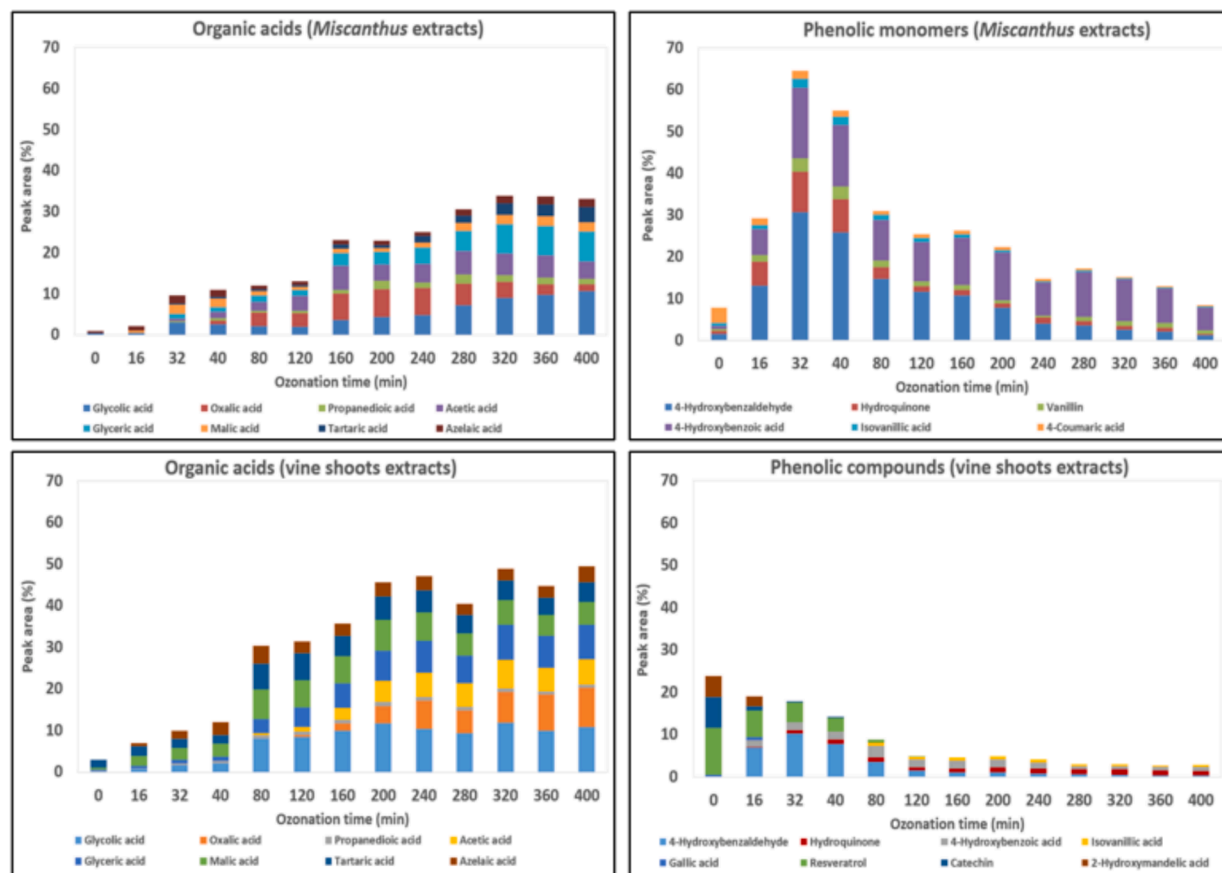 Organic acids (Miscanthus extracts)
70
60
50
40
30
20
10
0
Peak area (%)
0 16 32 40 80 120 160 200 240 280 320 360 400
Ozonation time (min)
Glycolic acid Oxalic acid Propanedioic acid Acetic acid
Glyceric acid Malic acid Tartaric acid Azelaic acid
Phenolic monomers (Miscanthus extracts)
70
60
50
40
30
20
10
0
Peak area (%)
0 16 32 40 80 120 160 200 240 280 320 360 400
Ozonation time (min)
4-Hydroxybenzaldehyde Hydroquinone Vanillin
4-Hydroxybenzoic acid Isovanillic acid 4-Coumaric acid
Organic acids (vine shoots extracts)
70
60
50
40
30
20
10
0
Peak area (%)
0 16 32 40 80 120 160 200 240 280 320 360 400
Ozonation time (min)
Glycolic acid Oxalic acid Propanedioic acid Acetic acid
Glyceric acid Malic acid Tartaric acid Azelaic acid
Phenolic compounds (vine shoots extracts)
70
60
50
40
30
20
10
0
Peak area (%)
0 16 32 40 80 120 160 200 240 280 320 360 400
Ozonation time (min)
4-Hydroxybenzaldehyde Hydroquinone 4-Hydroxybenzoic acid Isovanillic acid
Gallic acid Resveratrol Catechin 2-Hydroxymandelic acid